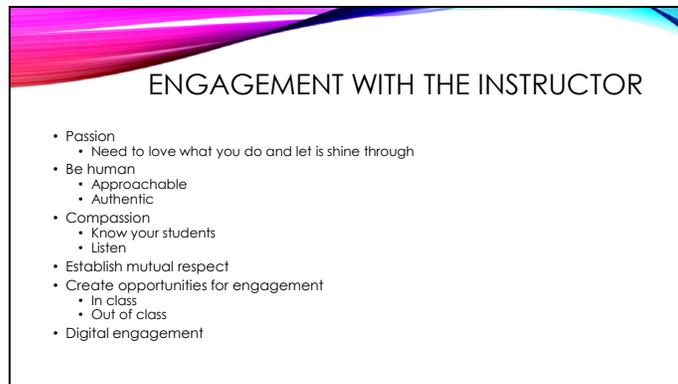 ENGAGEMENT WITH THE INSTRUCTOR
• Passion
• Need to love what you do and let is shine through
• Be human
• Approachable
• Authentic
• Compassion
• Know your students
• Listen
• Establish mutual respect
• Create opportunities for engagement
• In class
• Out of class
• Digital engagement